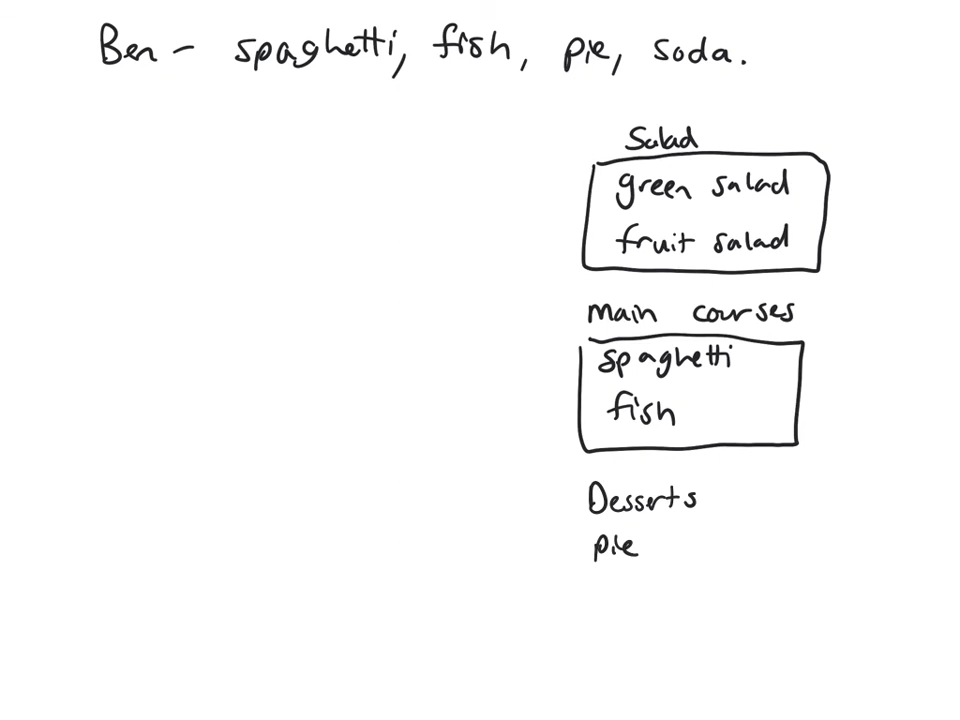 Ben - spaghetti, fish, pie, soda.
Salad
green salad
fruit salad
main courses
spaghetti
fish
Desserts
pie